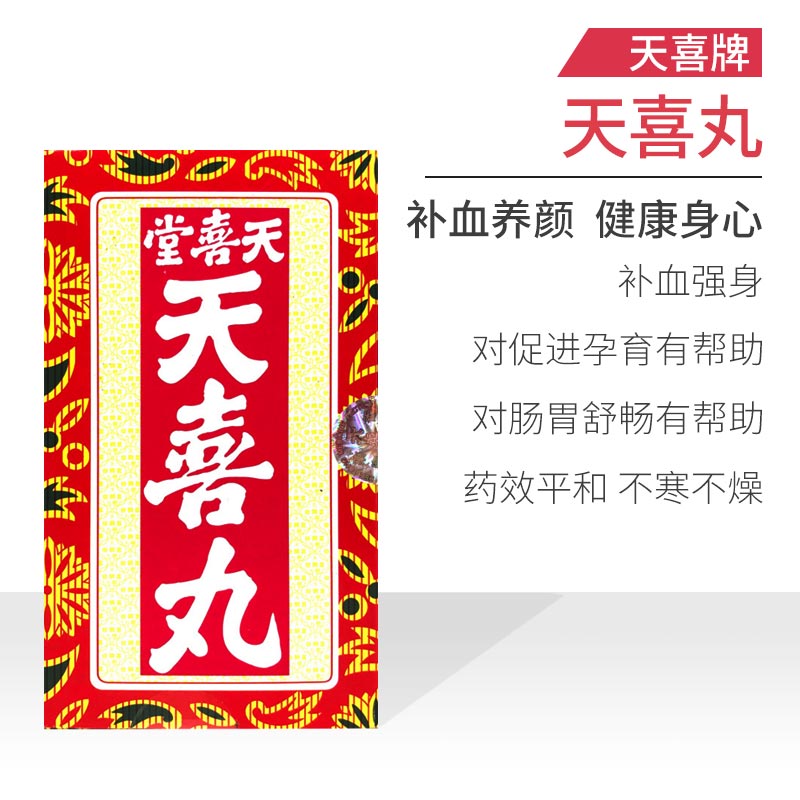 天喜牌
天喜丸
补血养颜 健康身心
补血强身
对促进孕育有帮助
对肠胃舒畅有帮助
药效平和 不寒不燥
天喜堂
天喜丸